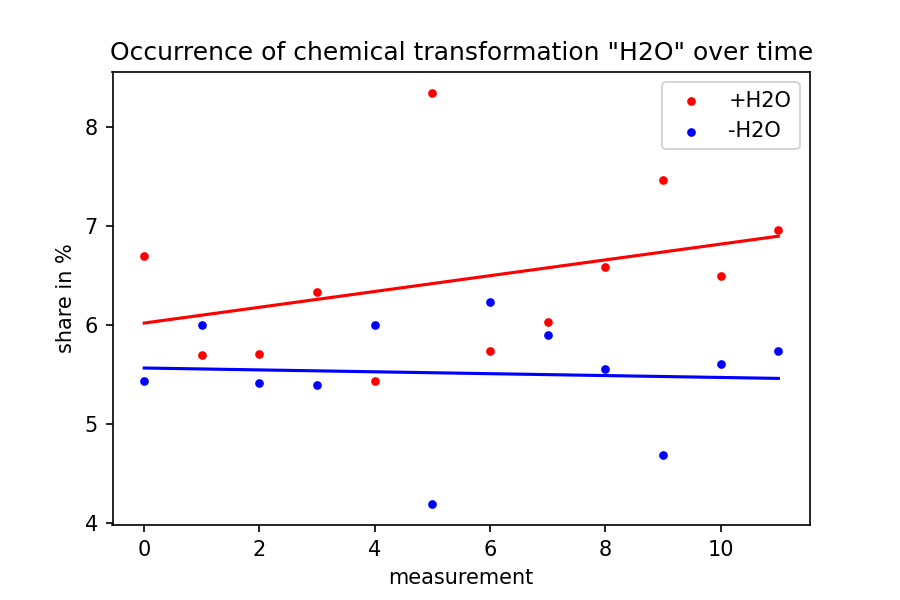 Occurrence of chemical transformation "H2O" over time
+H2O
-H2O
8
7
6
5
4
share in %
0 2 4 6 8 10
measurement